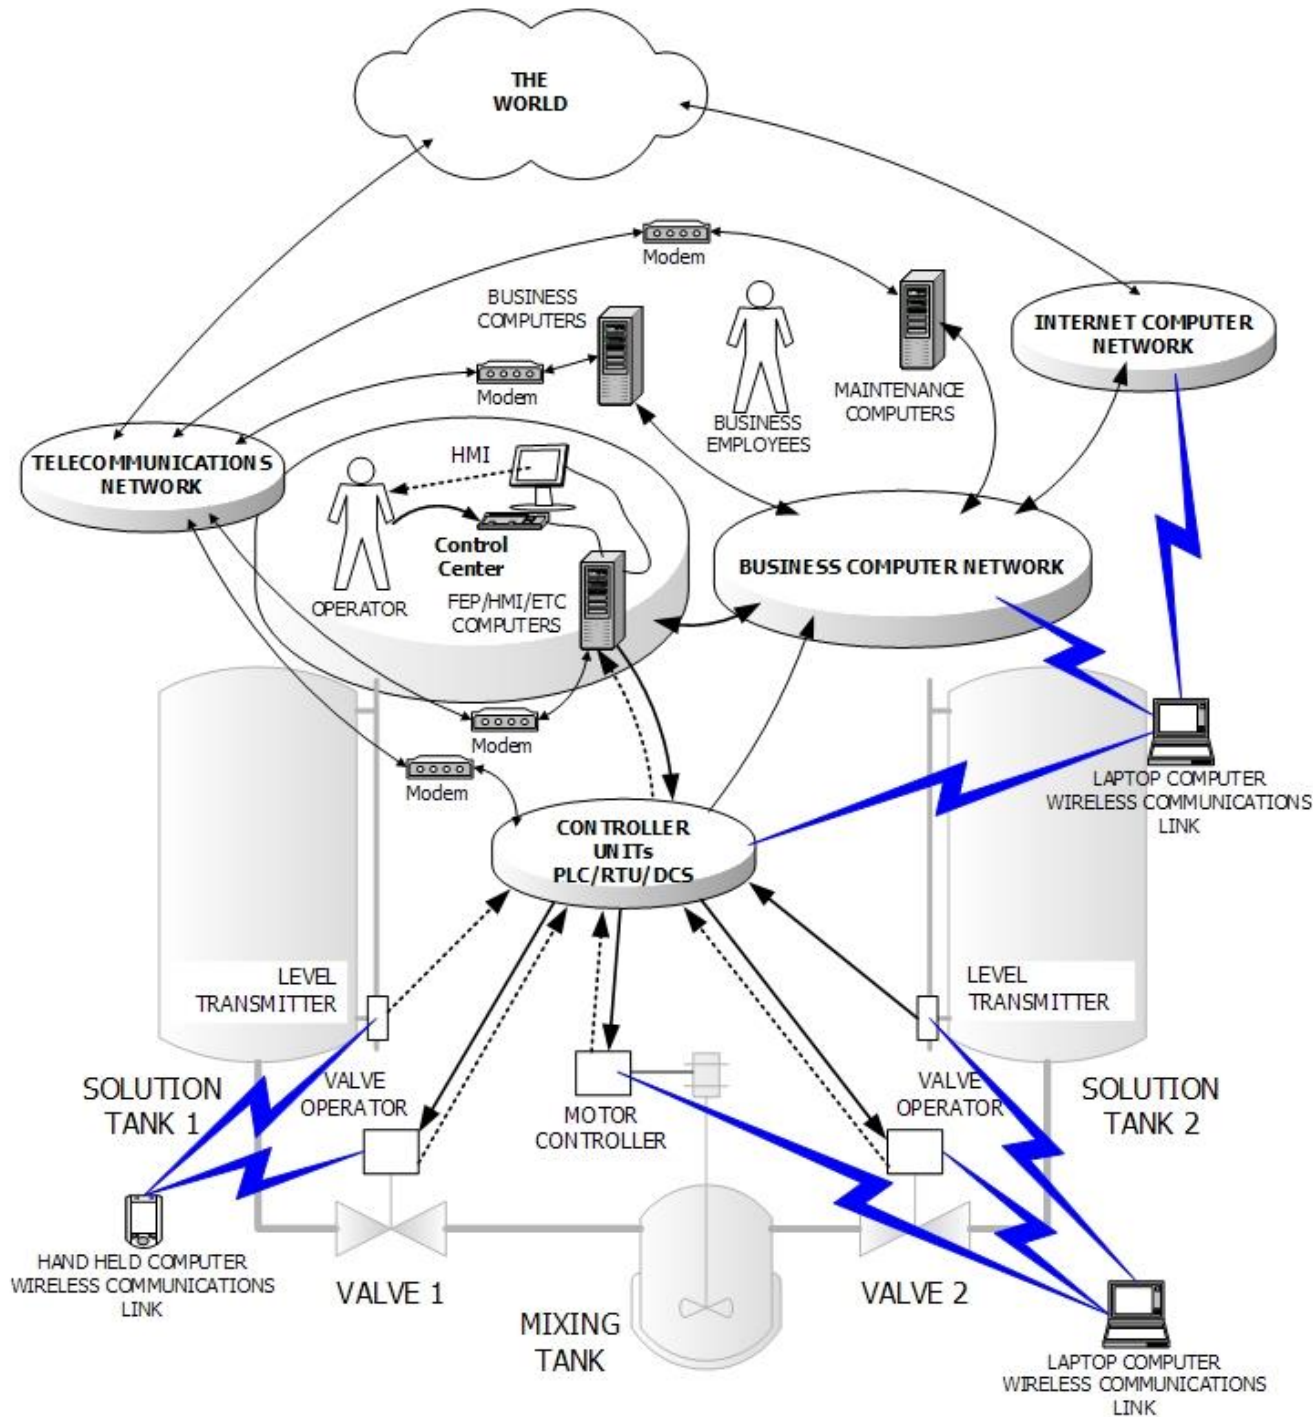 THE
WORLD
Modem
BUSINESS
COMPUTERS
INTERNET COMPUTER
NETWORK
Modem
MAINTENANCE
COMPUTERS
BUSINESS
EMPLOYEES
TELECOMMUNICATIONS
NETWORK
HMI
Control
Center
OPERATOR
FEP/HMI/ETC
COMPUTERS
BUSINESS COMPUTER NETWORK
Modem
Modem
LAPTOP COMPUTER
WIRELESS COMMUNICATIONS
LINK
CONTROLLER
UNITs
PLC/RTU/DCS
LEVEL
TRANSMITTER
LEVEL
TRANSMITTER
SOLUTION
TANK 1
VALVE
OPERATOR
MOTOR
CONTROLLER
VALVE
OPERATOR
SOLUTION
TANK 2
HAND HELD COMPUTER
WIRELESS COMMUNICATIONS
LINK
VALVE 1
MIXING
TANK
VALVE 2
LAPTOP COMPUTER
WIRELESS COMMUNICATIONS
LINK